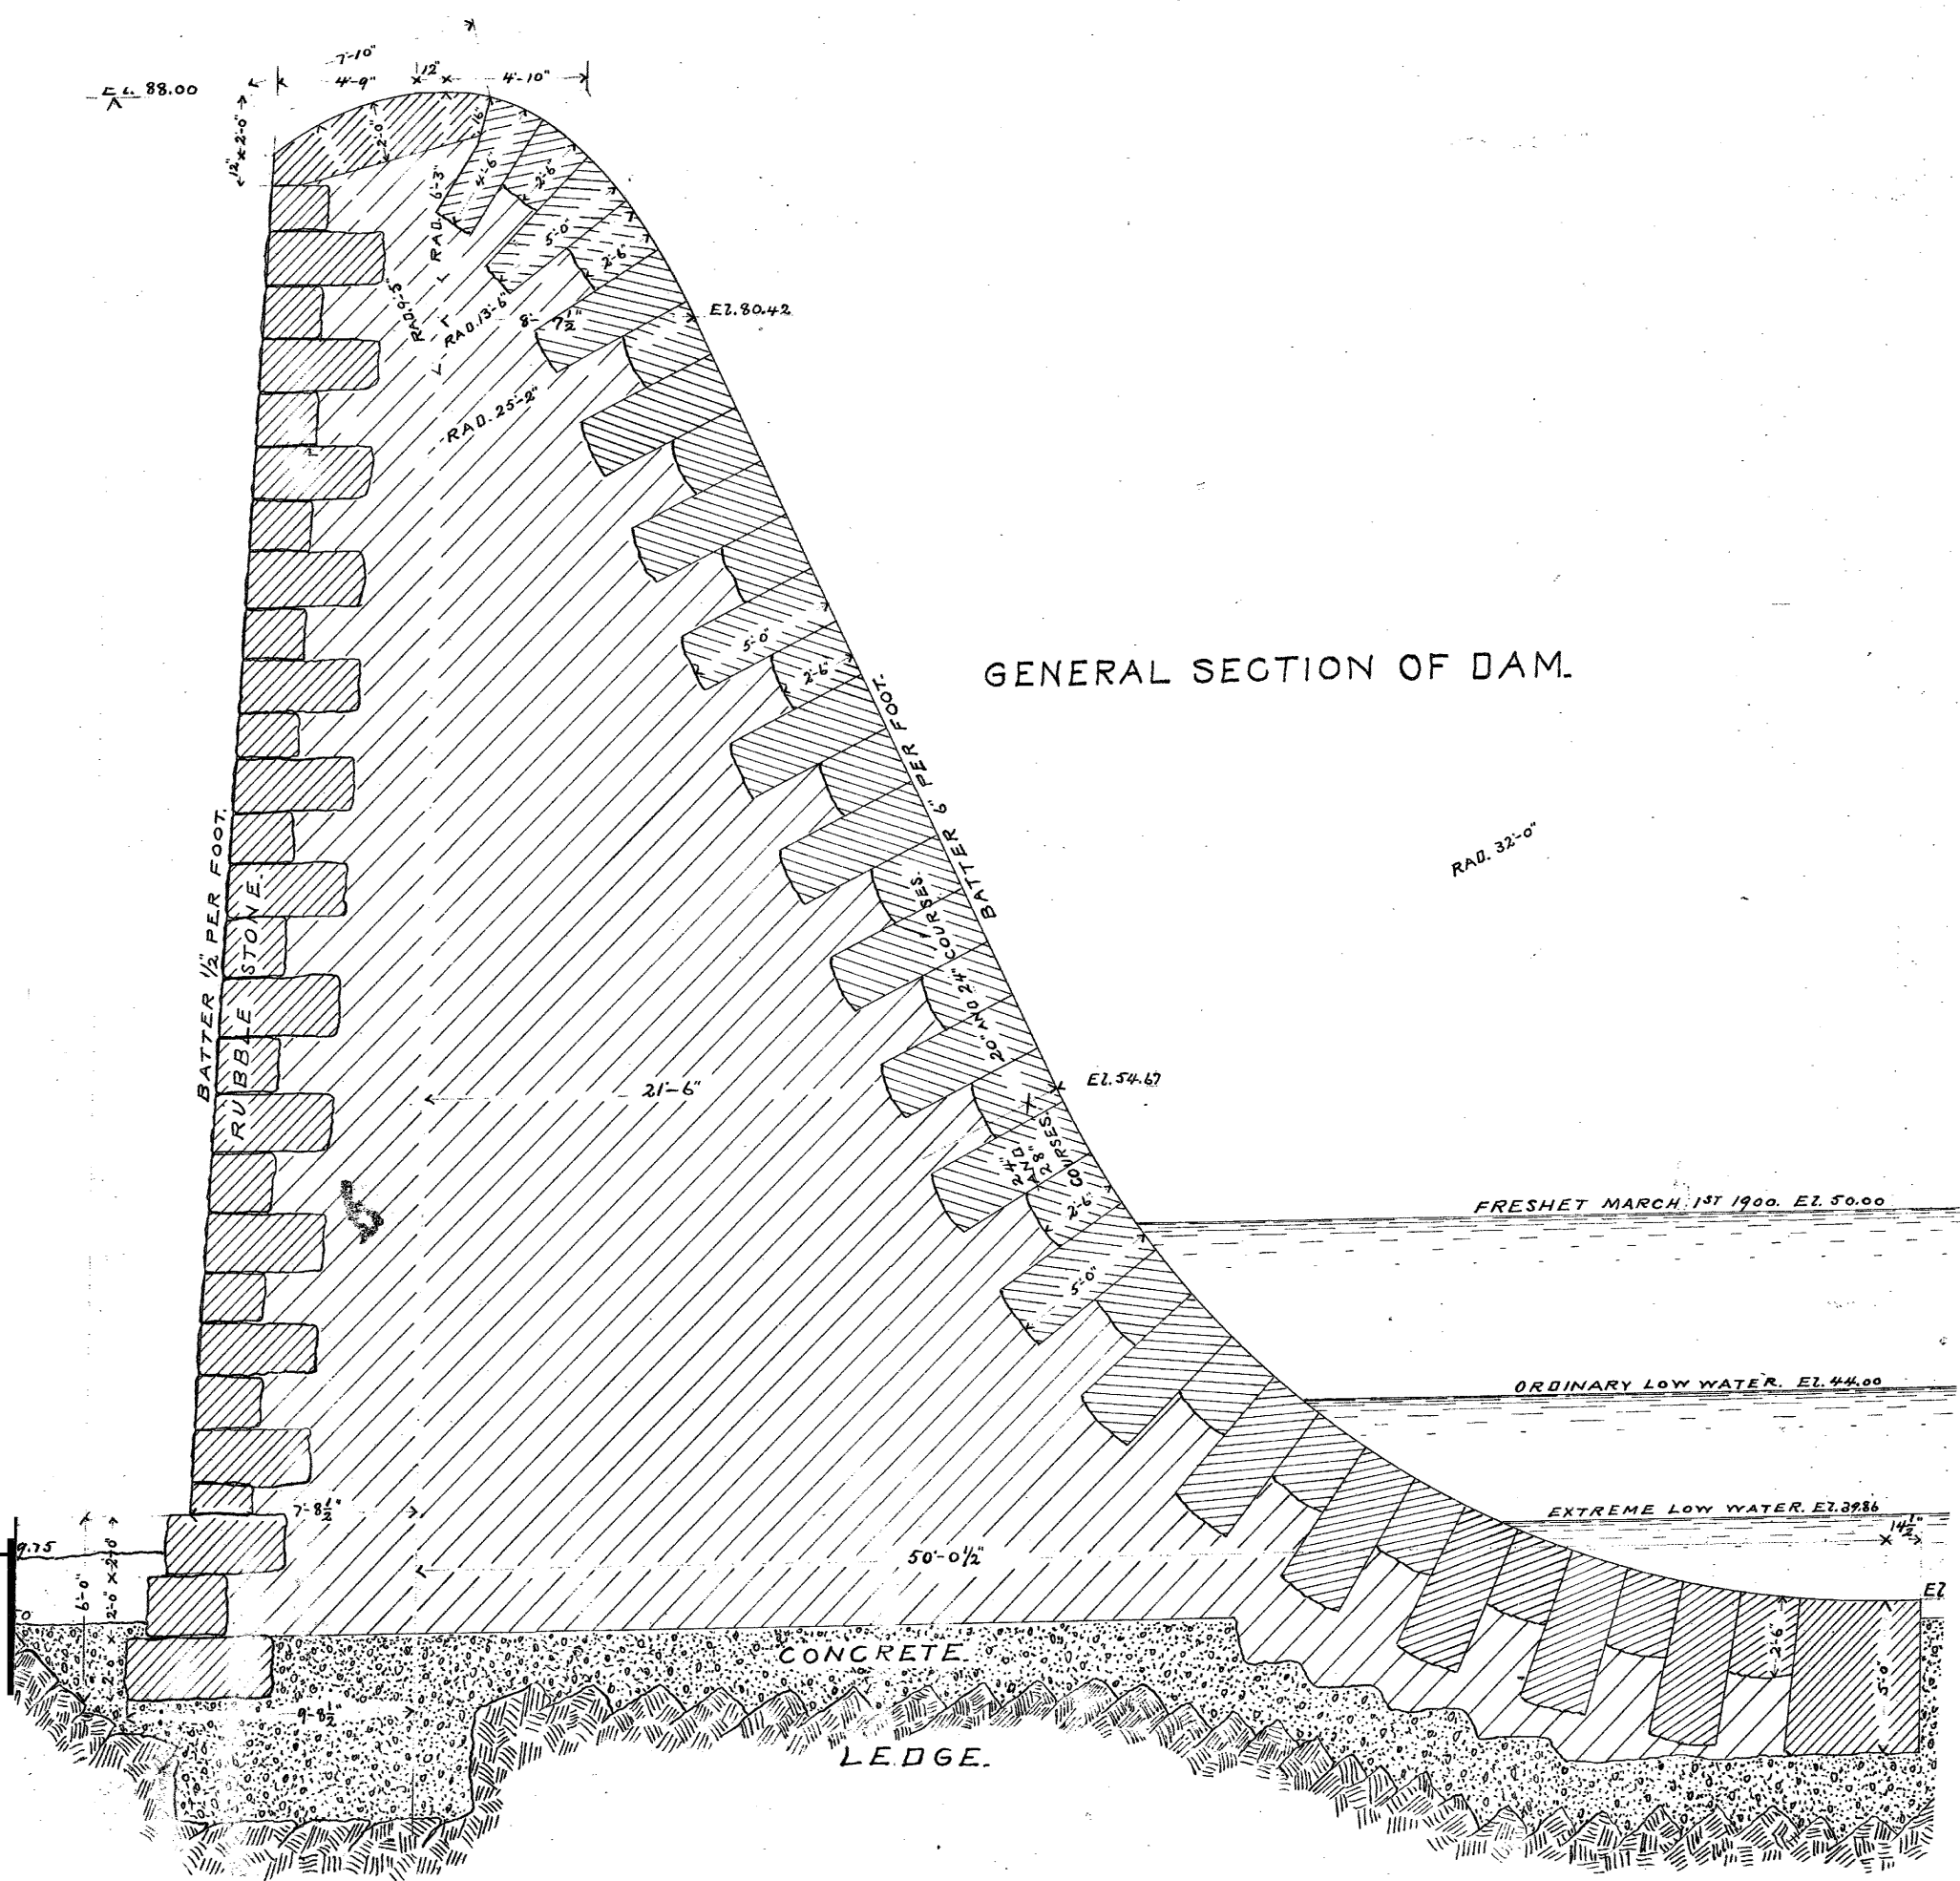 7'-10"
4'-9" 12" 4'-10"
EL. 88.00
12" 2'-0"
2'-0"
16"
4'-6"
2'-6"
RAD. 6'-3"
5'-0"
2'-6"
RAD. 9'-5"
RAD. 13'-6"
8'- 7½"
El. 80.42
RAD. 25'-2"
GENERAL SECTION OF DAM.
5'-0"
2'-6"
BATTER 6" PER FOOT.
RAD. 32'-0"
BATTER ½" PER FOOT.
RUBBLE STONE.
20" AND 24" COURSES.
21'-6"
El. 54.67
24" AND 28" COURSES.
2'-6"
FRESHET MARCH 1ST 1900. El. 50.00
5'-0"
ORDINARY LOW WATER. El. 44.00
EXTREME LOW WATER. El. 39.86
14½"
7'-8½"
9.75
50'-0½"
6'-0"
2'-0" 2'-0"
2'-0"
El
CONCRETE.
2'-6"
5'-0"
9'-8½"
LEDGE.